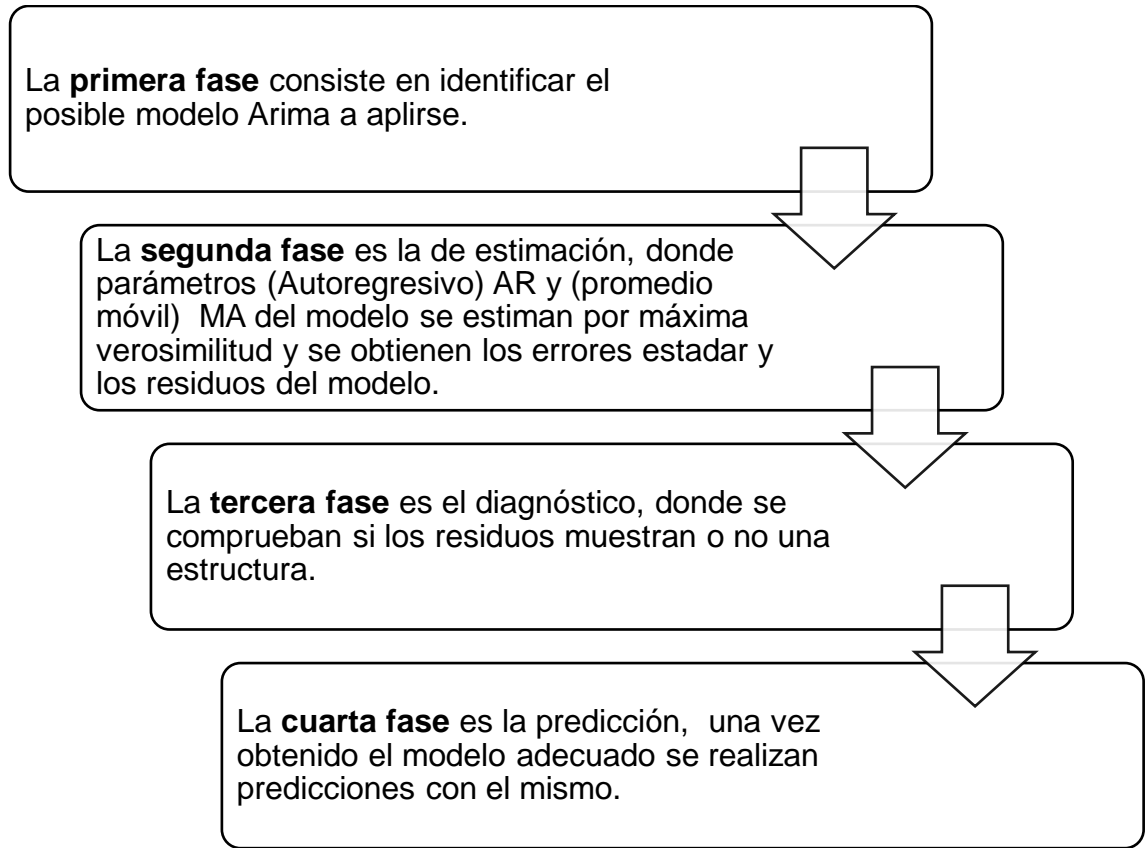 La primera fase consiste en identificar el
posible modelo Arima a aplirse.
La segunda fase es la de estimación, donde
parámetros (Autoregresivo) AR y (promedio
móvil)  MA del modelo se estiman por máxima
verosimilitud y se obtienen los errores estadar y
los residuos del modelo.
La tercera fase es el diagnóstico, donde se
comprueban si los residuos muestran o no una
estructura.
La cuarta fase es la predicción,  una vez
obtenido el modelo adecuado se realizan
predicciones con el mismo.